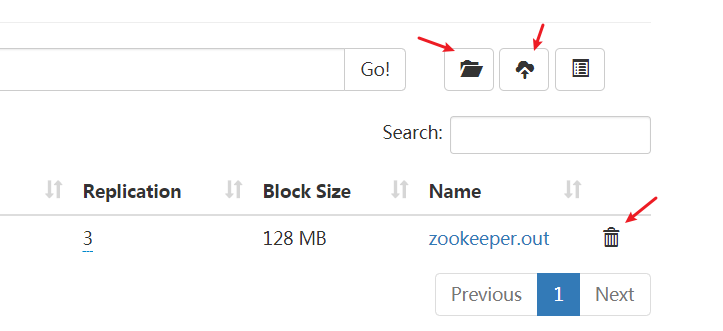 Go!
Search:
Replication Block Size Name
3 128 MB zookeeper.out
Previous 1 Next